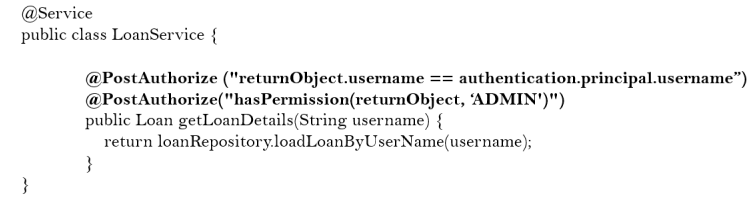 @Service
public class LoanService {
@PostAuthorize ("returnObject.username == authentication.principal.username”)
@PostAuthorize("hasPermission(returnObject, ‘ADMIN')")
public Loan getLoanDetails(String username) {
return loanRepository.loadLoanByUserName(username);
}
}